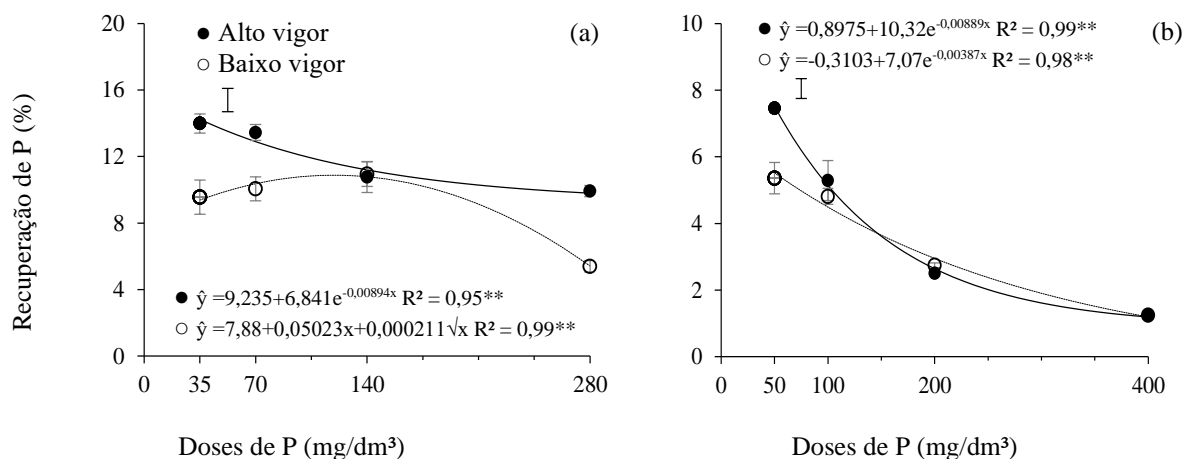 Recuperação de P (%)
20
16
12
8
4
0
Alto vigor
Baixo vigor
(a)
ŷ =9,235+6,841e^-0,00894x R² = 0,95**
ŷ =7,88+0,05023x+0,000211√x R² = 0,99**
0 35 70 140 280
Doses de P (mg/dm³)
10
8
6
4
2
0
ŷ =0,8975+10,32e^-0,00889x R² = 0,99**
ŷ =-0,3103+7,07e^-0,00387x R² = 0,98**
(b)
0 50 100 200 400
Doses de P (mg/dm³)